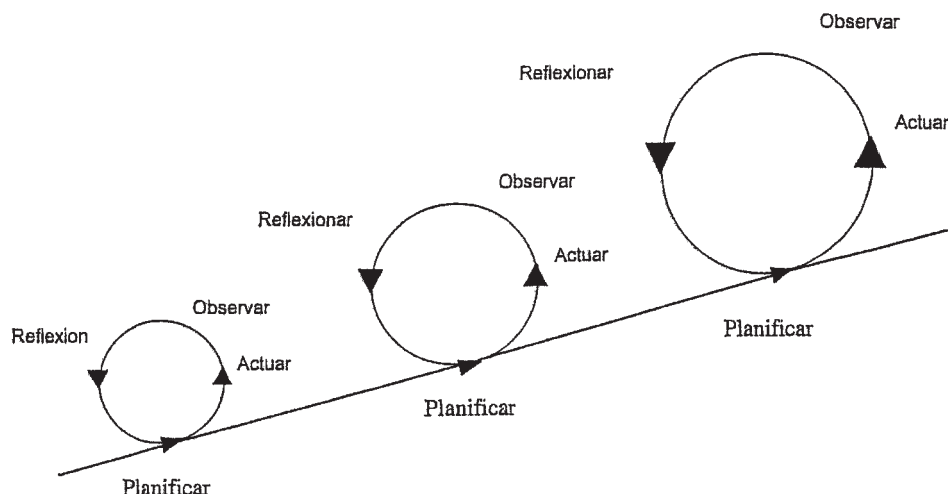 Observar
Reflexionar
Actuar
Observar
Reflexionar
Actuar
Planificar
Observar
Reflexion
Actuar
Planificar
Planificar